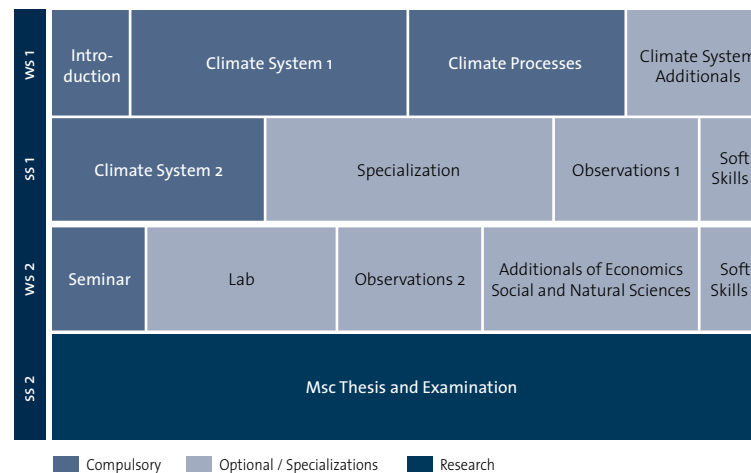 WS 1
Intro-
duction
Climate System 1
Climate Processes
Climate System
Additionals
SS 1
Climate System 2
Specialization
Observations 1
Soft
Skills
WS 2
Seminar
Lab
Observations 2
Additionals of Economics
Social and Natural Sciences
Soft
Skills
SS 2
Msc Thesis and Examination
Compulsory
Optional / Specializations
Research